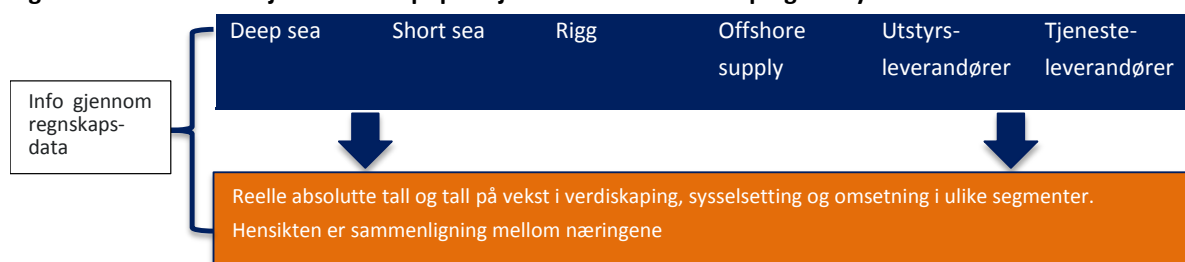 Deep sea
Short sea
Rigg
Offshore
supply
Utstyrs-
leverandører
Tjeneste-
leverandører
Info gjennom
regnskaps-
data
Reelle absolutte tall og tall på vekst i verdiskaping, sysselsetting og omsetning i ulike segmenter.
Hensikten er sammenligning mellom næringene